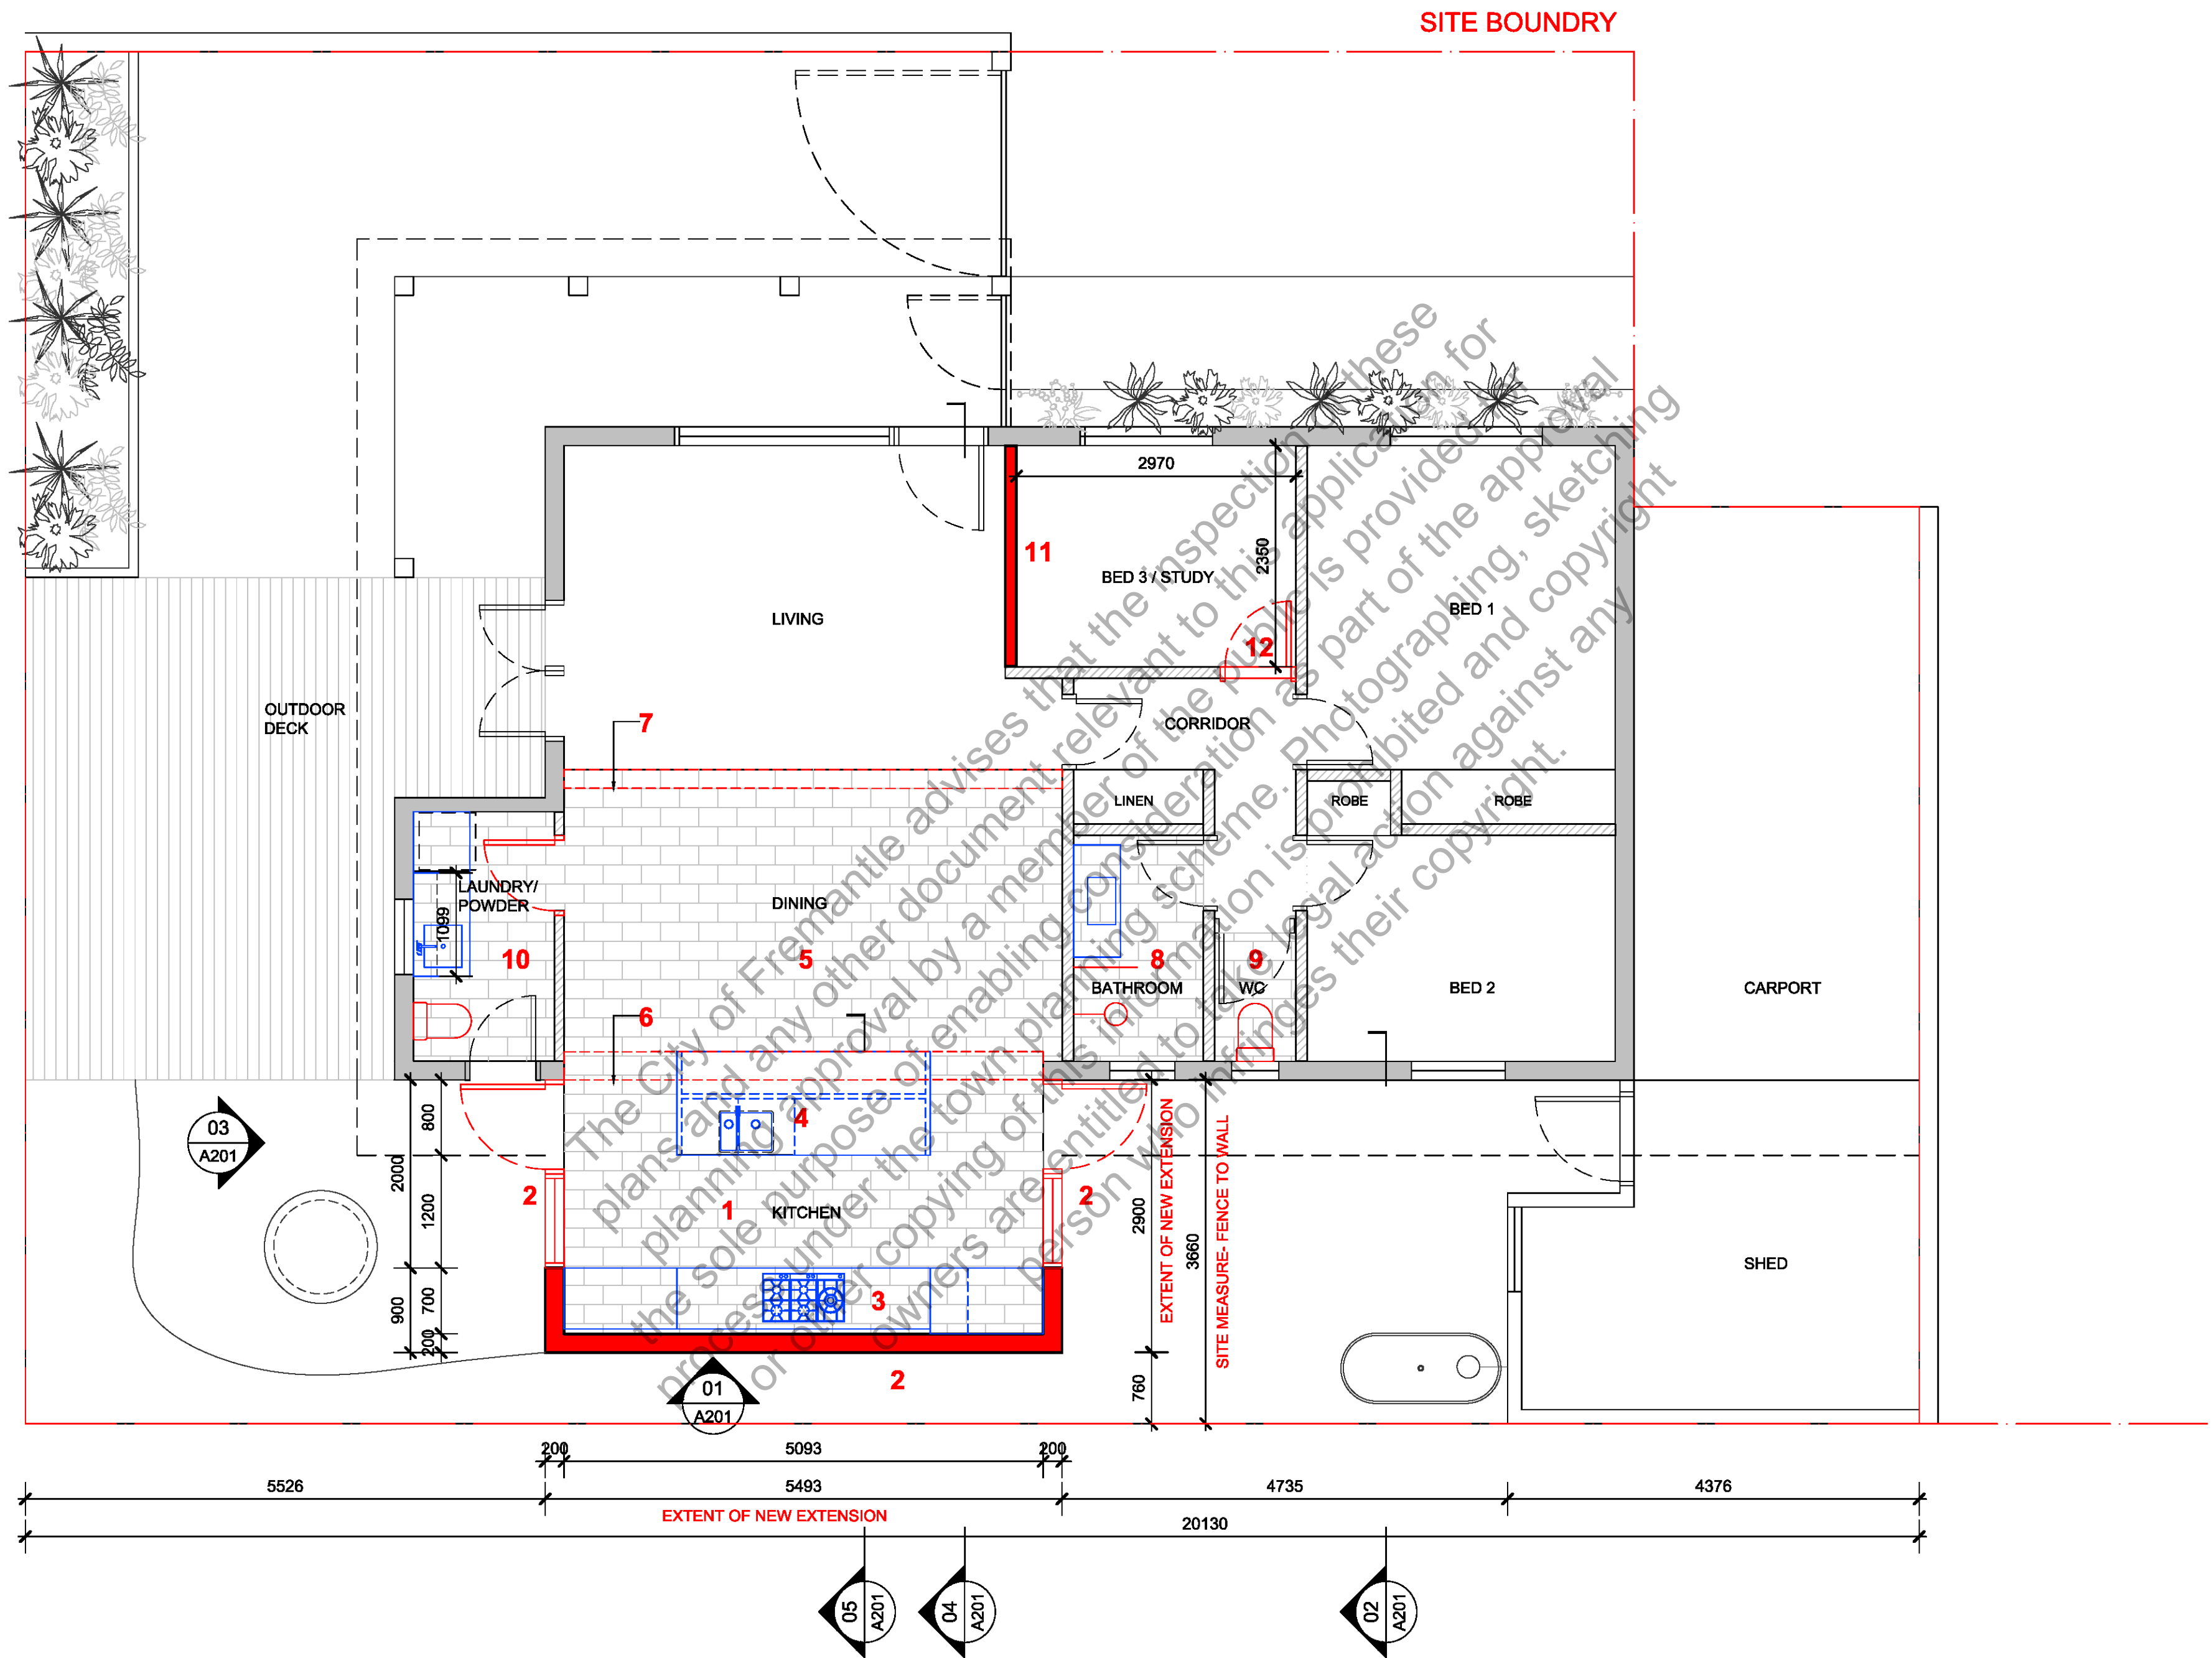 SITE BOUNDRY
2970
11
2350
BED 3 / STUDY
12
BED 1
LIVING
OUTDOOR
DECK
7
CORRIDOR
LINEN
ROBE
ROBE
LAUNDRY/
POWDER
1099
10
DINING
5
8
BATHROOM
9
WC
BED 2
CARPORT
6
03
A201
800
2000
1200
900
700
200
2
4
1
KITCHEN
3
2
2
2900
EXTENT OF NEW EXTENSION
3660
SITE MEASURE- FENCE TO WALL
760
SHED
01
A201
200
5093
200
5526
5493
4735
4376
EXTENT OF NEW EXTENSION
20130
05
A201
04
A201
02
A201
The City of Fremantle advises that the inspection of these
plans and any other document relevant to this application for
planning approval by a member of the public is provided for
the sole purpose of enabling consideration as part of the approval
process under the town planning scheme. Photographing, sketching
or other copying of this information is prohibited and copyright
owners are entitled to take legal action against any
person who infringes their copyright.